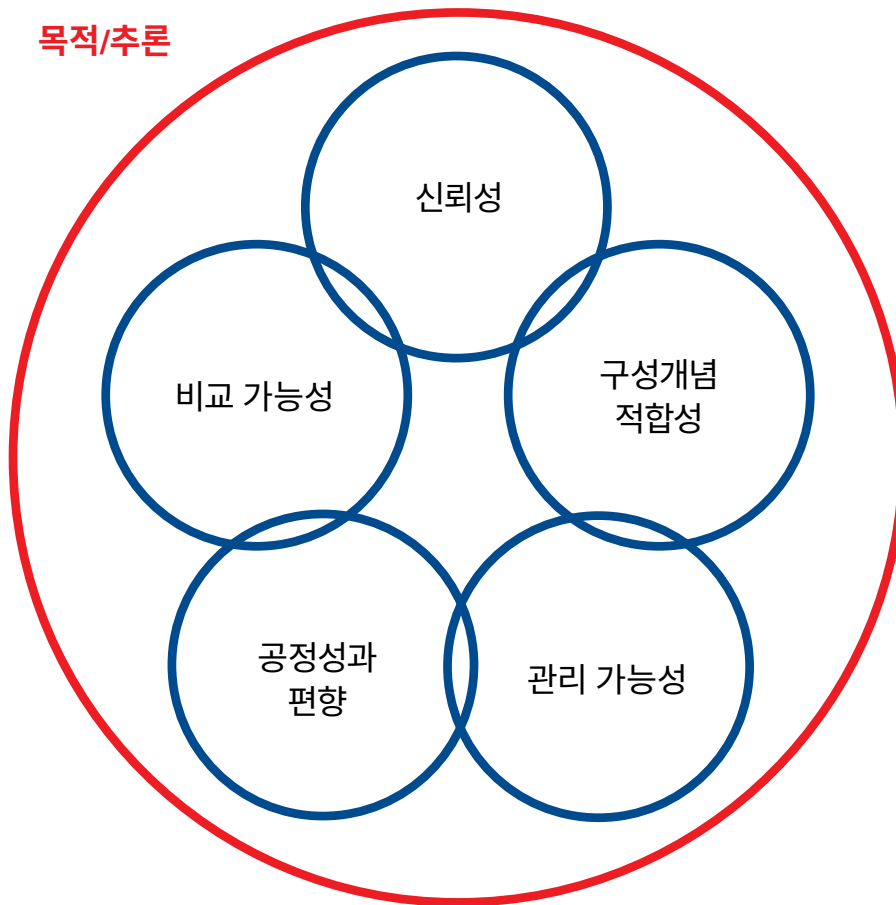 목적/추론
신뢰성
비교 가능성
구성개념
적합성
공정성과
편향
관리 가능성